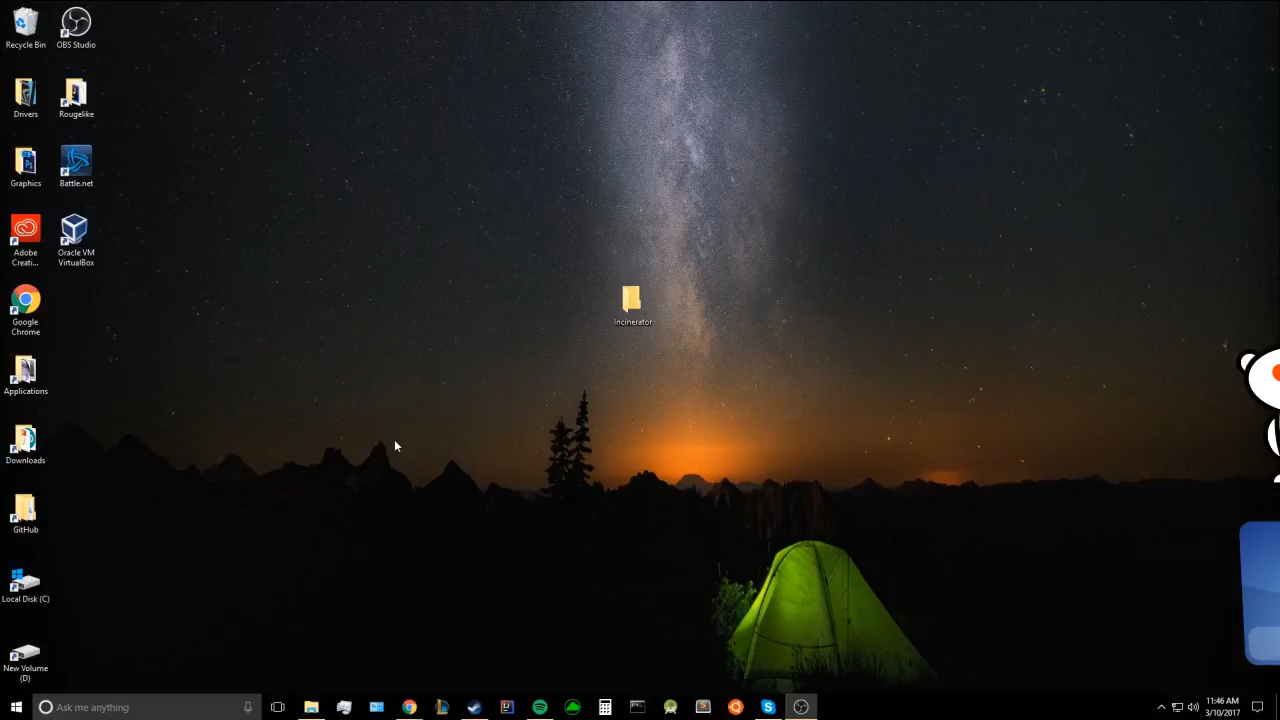 Recycle Bin
OBS Studio
Drivers
Rougelike
Graphics
Battle.net
Adobe
Creati...
Oracle VM
VirtualBox
Google
Chrome
Incinerator
Applications
Downloads
GitHub
Local Disk (C)
New Volume
(D)
Ask me anything
11:46 AM
3/10/2017